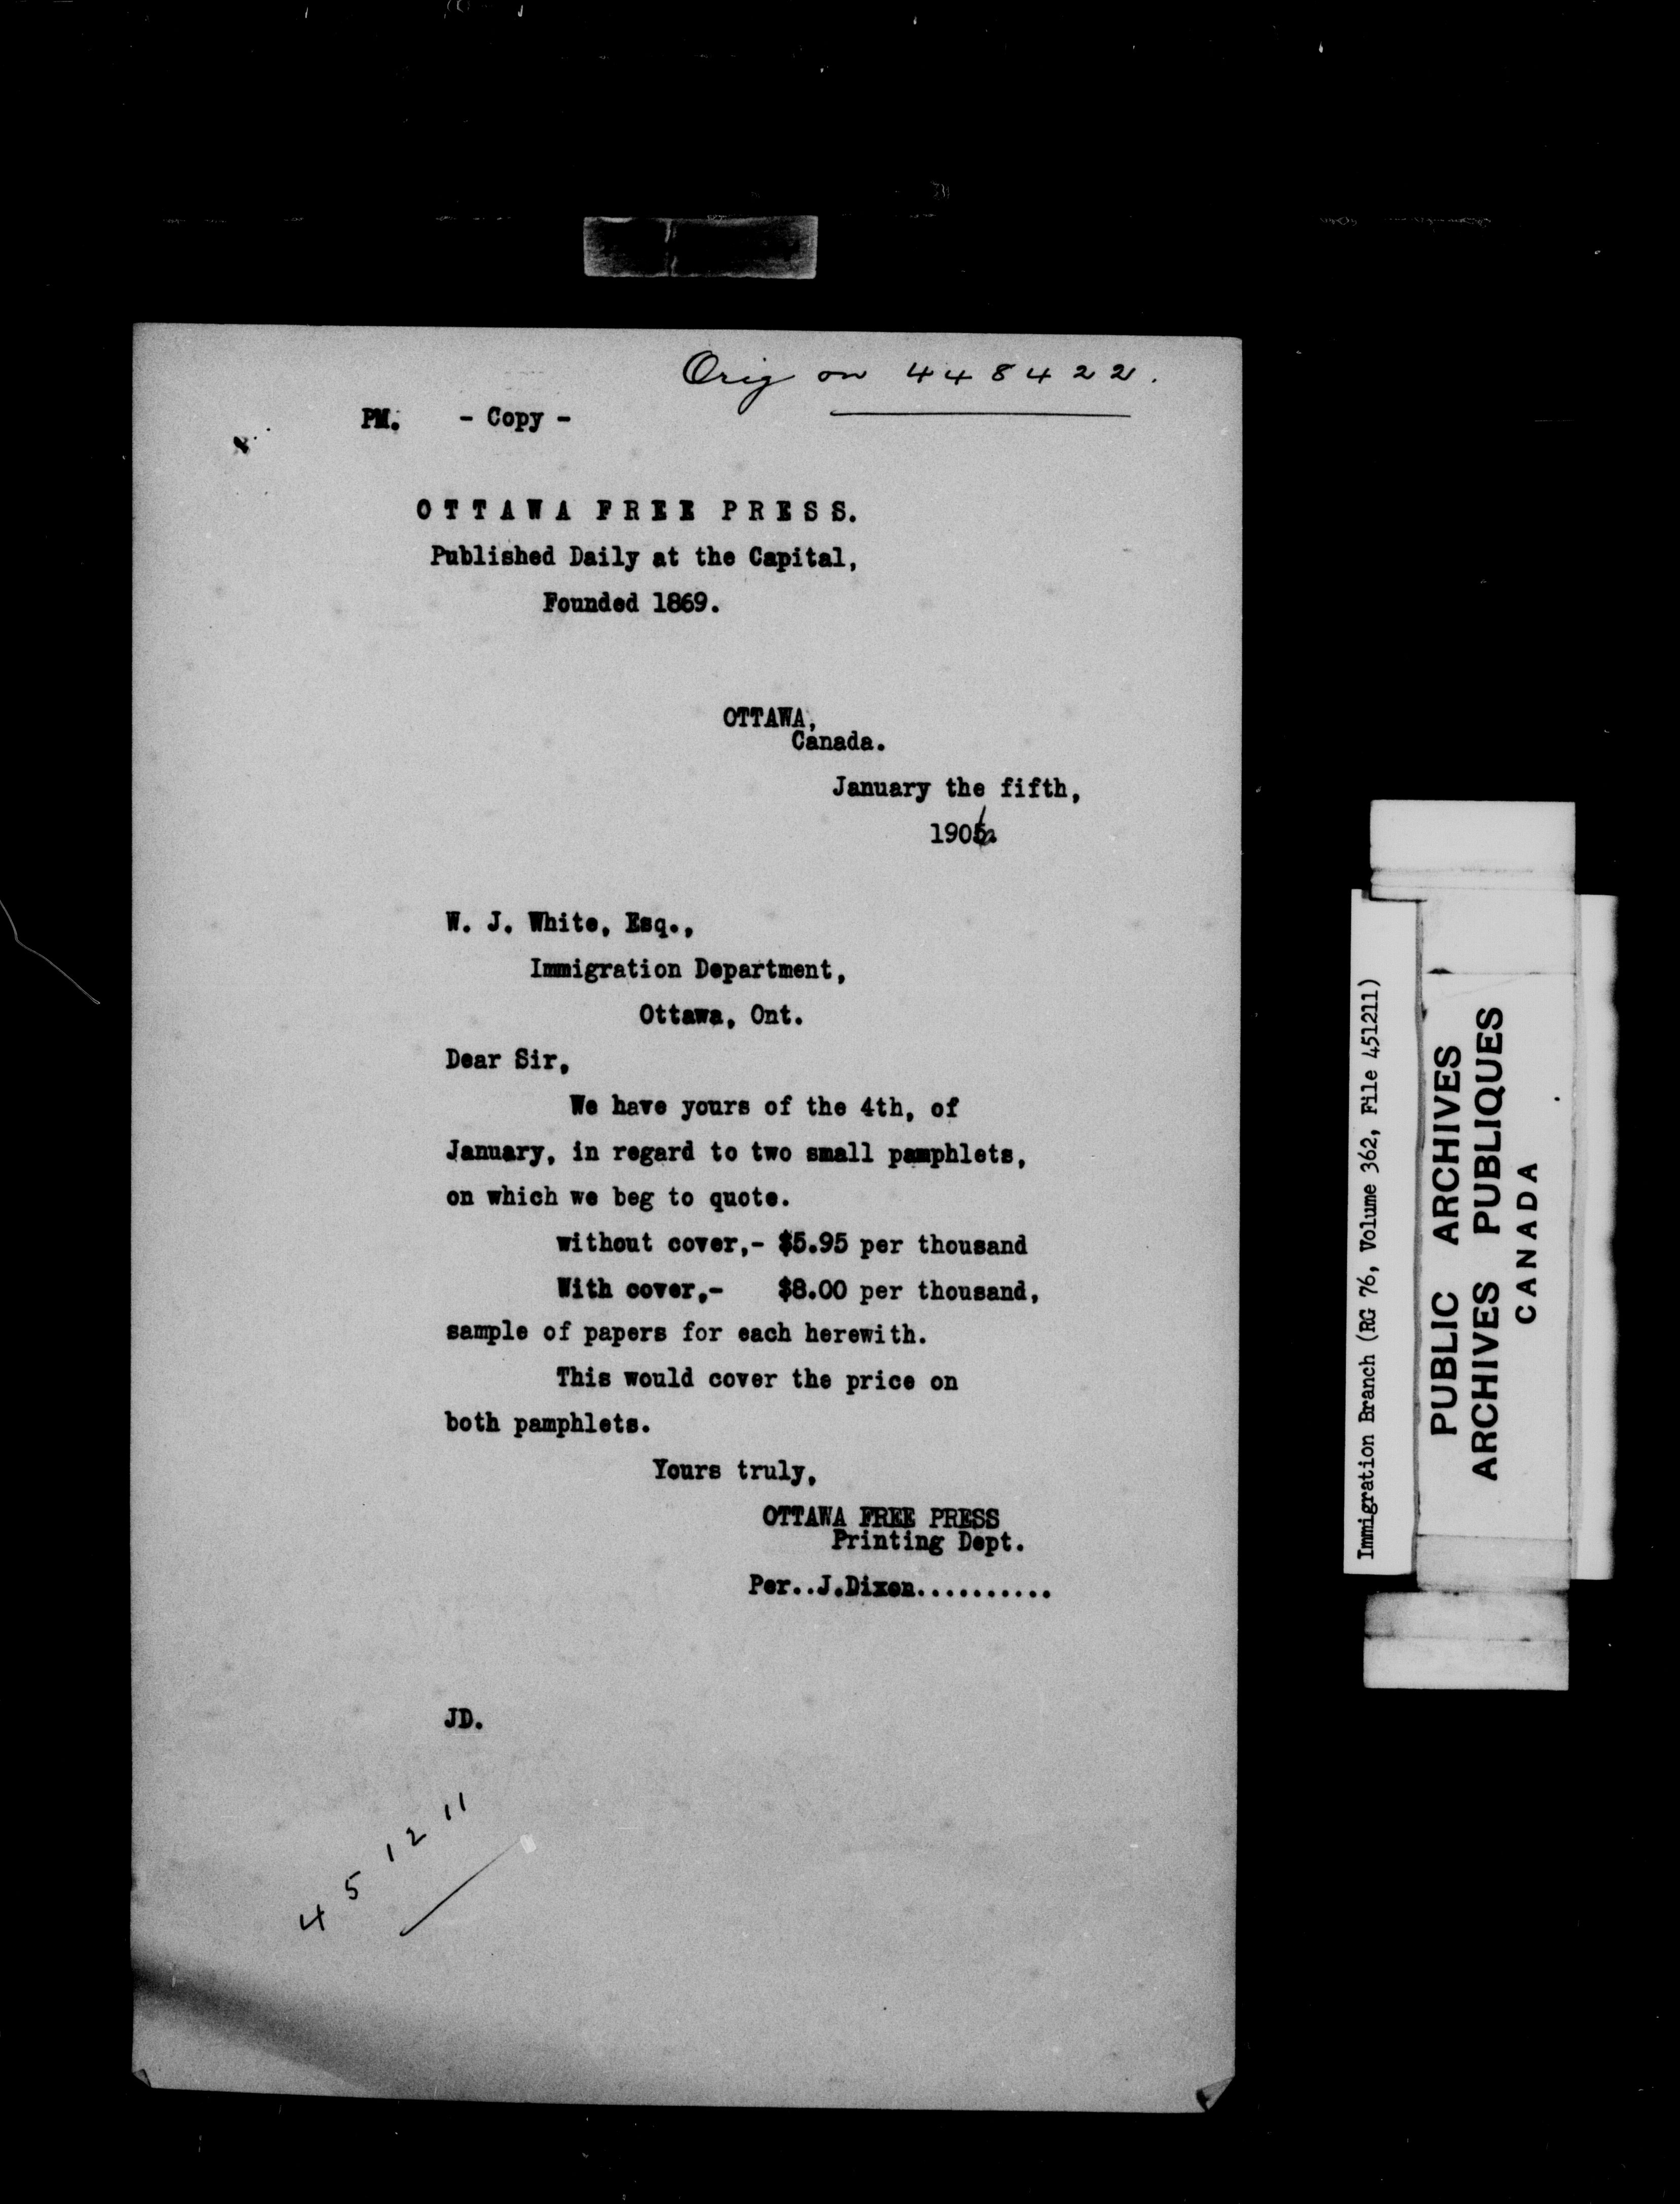 Orig on 448422.
PM. - Copy -
OTTAWA FREE PRESS.
Published Daily at the Capital,
Founded 1869.
OTTAWA,
Canada.
January the fifth,
1906.
W. J. White, Esq.,
Immigration Department,
Ottawa, Ont.
Dear Sir,
We have yours of the 4th, of
January, in regard to two small pamphlets,
on which we beg to quote.
without cover,- $5.95 per thousand
With cover,- $8.00 per thousand,
sample of papers for each herewith.
This would cover the price on
both pamphlets.
Yours truly,
OTTAWA FREE PRESS
Printing Dept.
Per..J.Dixon..........
JD.
451211
Immigration Branch (RG 76, Volume 362, File 451211)
PUBLIC ARCHIVES
ARCHIVES PUBLIQUES
CANADA